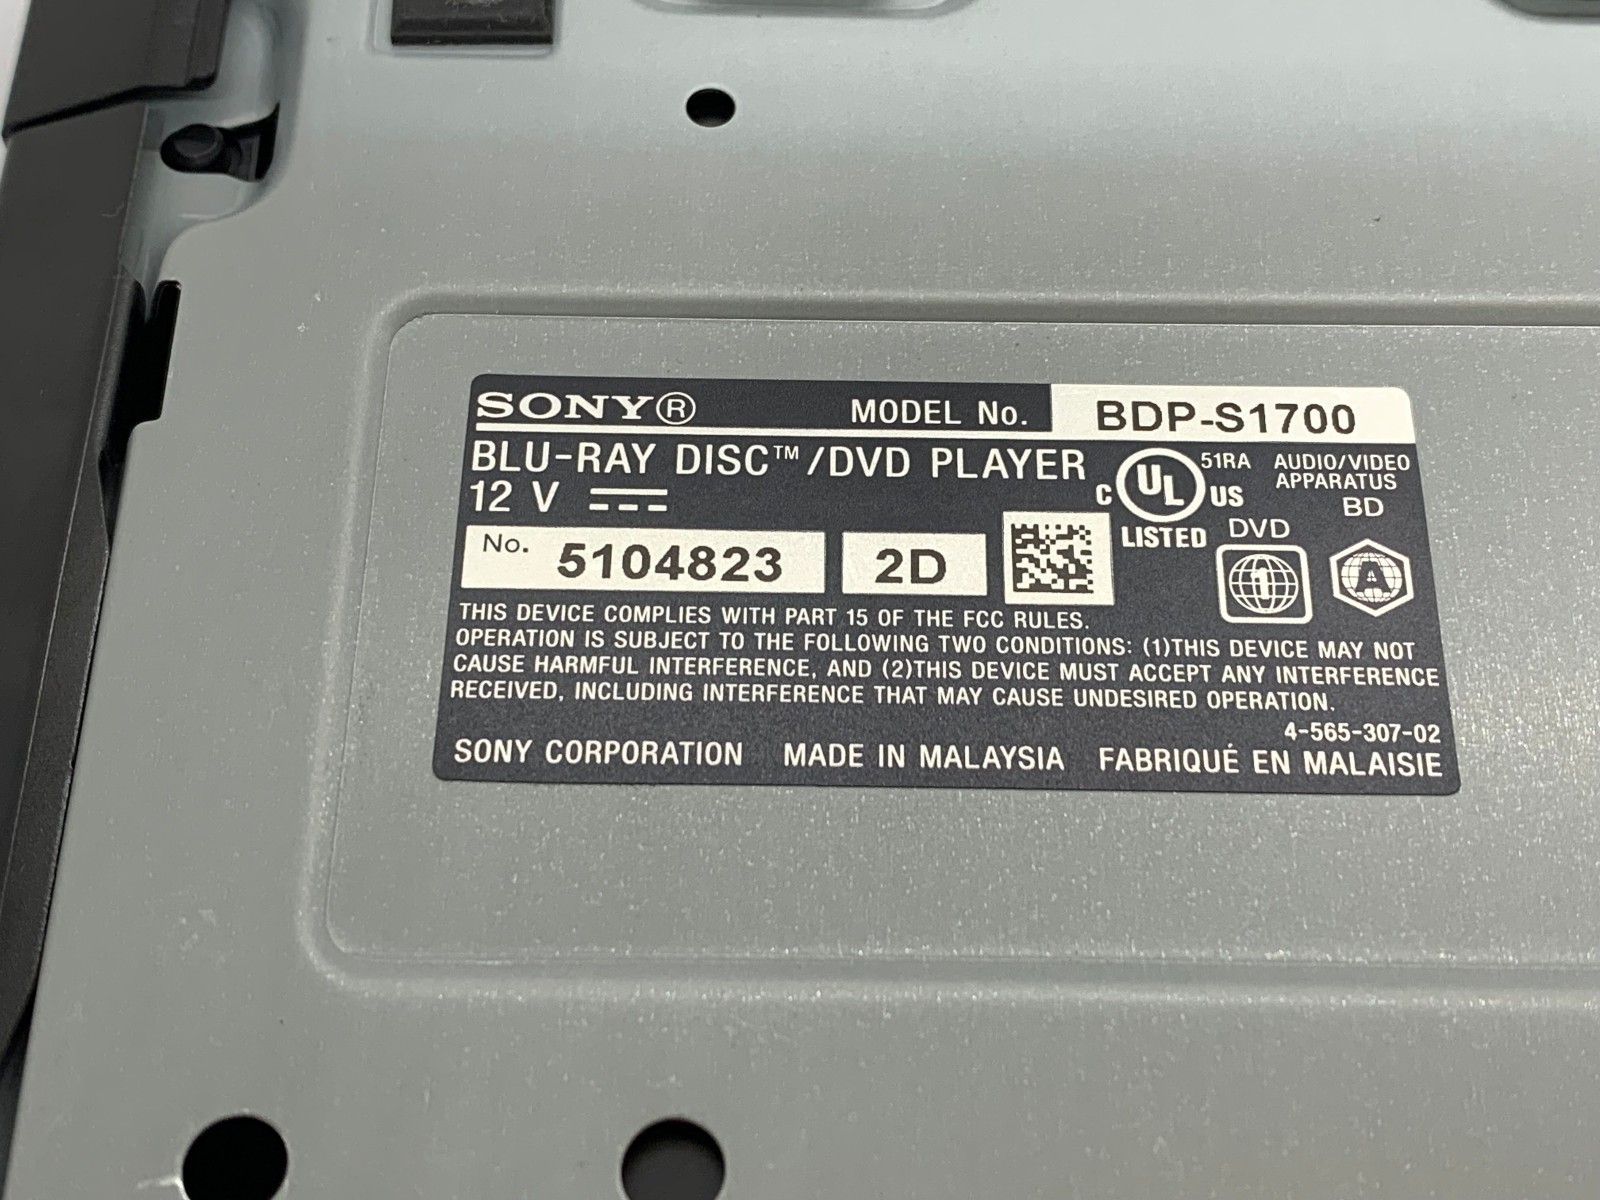 SONY® MODEL No. BDP-S1700
BLU-RAY DISC™/DVD PLAYER
12 V ⎓
C UL US LISTED 51RA AUDIO/VIDEO
APPARATUS
DVD BD
1 A
No. 5104823 2D
THIS DEVICE COMPLIES WITH PART 15 OF THE FCC RULES.
OPERATION IS SUBJECT TO THE FOLLOWING TWO CONDITIONS: (1)THIS DEVICE MAY NOT
CAUSE HARMFUL INTERFERENCE, AND (2)THIS DEVICE MUST ACCEPT ANY INTERFERENCE
RECEIVED, INCLUDING INTERFERENCE THAT MAY CAUSE UNDESIRED OPERATION.
4-565-307-02
SONY CORPORATION MADE IN MALAYSIA FABRIQUÉ EN MALAISIE